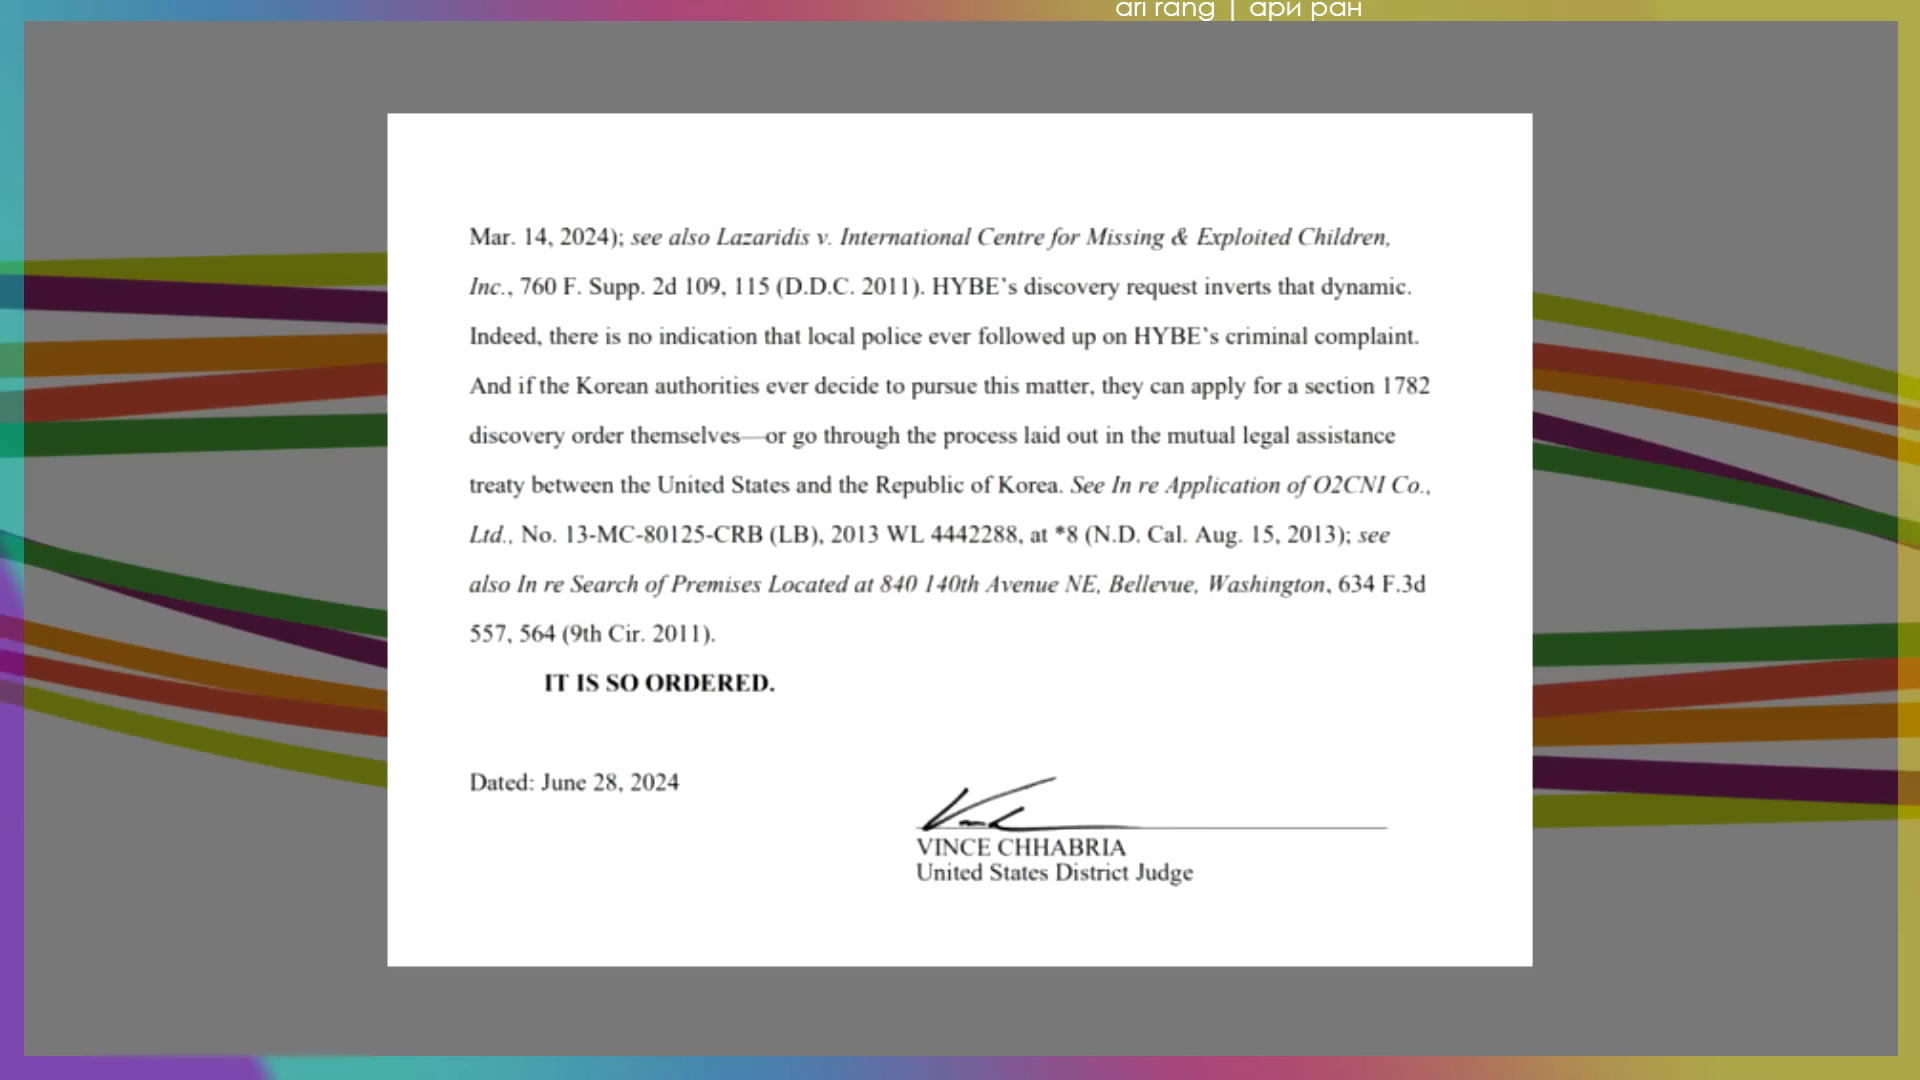 ari rang | ари ран
Mar. 14, 2024); see also Lazaridis v. International Centre for Missing & Exploited Children,
Inc., 760 F. Supp. 2d 109, 115 (D.D.C. 2011). HYBE's discovery request inverts that dynamic.
Indeed, there is no indication that local police ever followed up on HYBE's criminal complaint.
And if the Korean authorities ever decide to pursue this matter, they can apply for a section 1782
discovery order themselves—or go through the process laid out in the mutual legal assistance
treaty between the United States and the Republic of Korea. See In re Application of O2CNI Co.,
Ltd., No. 13-MC-80125-CRB (LB), 2013 WL 4442288, at *8 (N.D. Cal. Aug. 15, 2013); see
also In re Search of Premises Located at 840 140th Avenue NE, Bellevue, Washington, 634 F.3d
557, 564 (9th Cir. 2011).
IT IS SO ORDERED.
Dated: June 28, 2024
VINCE CHHABRIA
United States District Judge